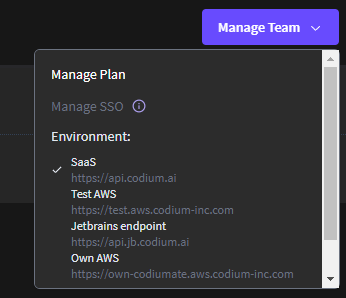 Manage Team
Manage Plan
Manage SSO
Environment:
SaaS
https://api.codium.ai
Test AWS
https://test.aws.codium-inc.com
Jetbrains endpoint
https://api.jb.codium.ai
Own AWS
https://own-codiumate.aws.codium-inc.com